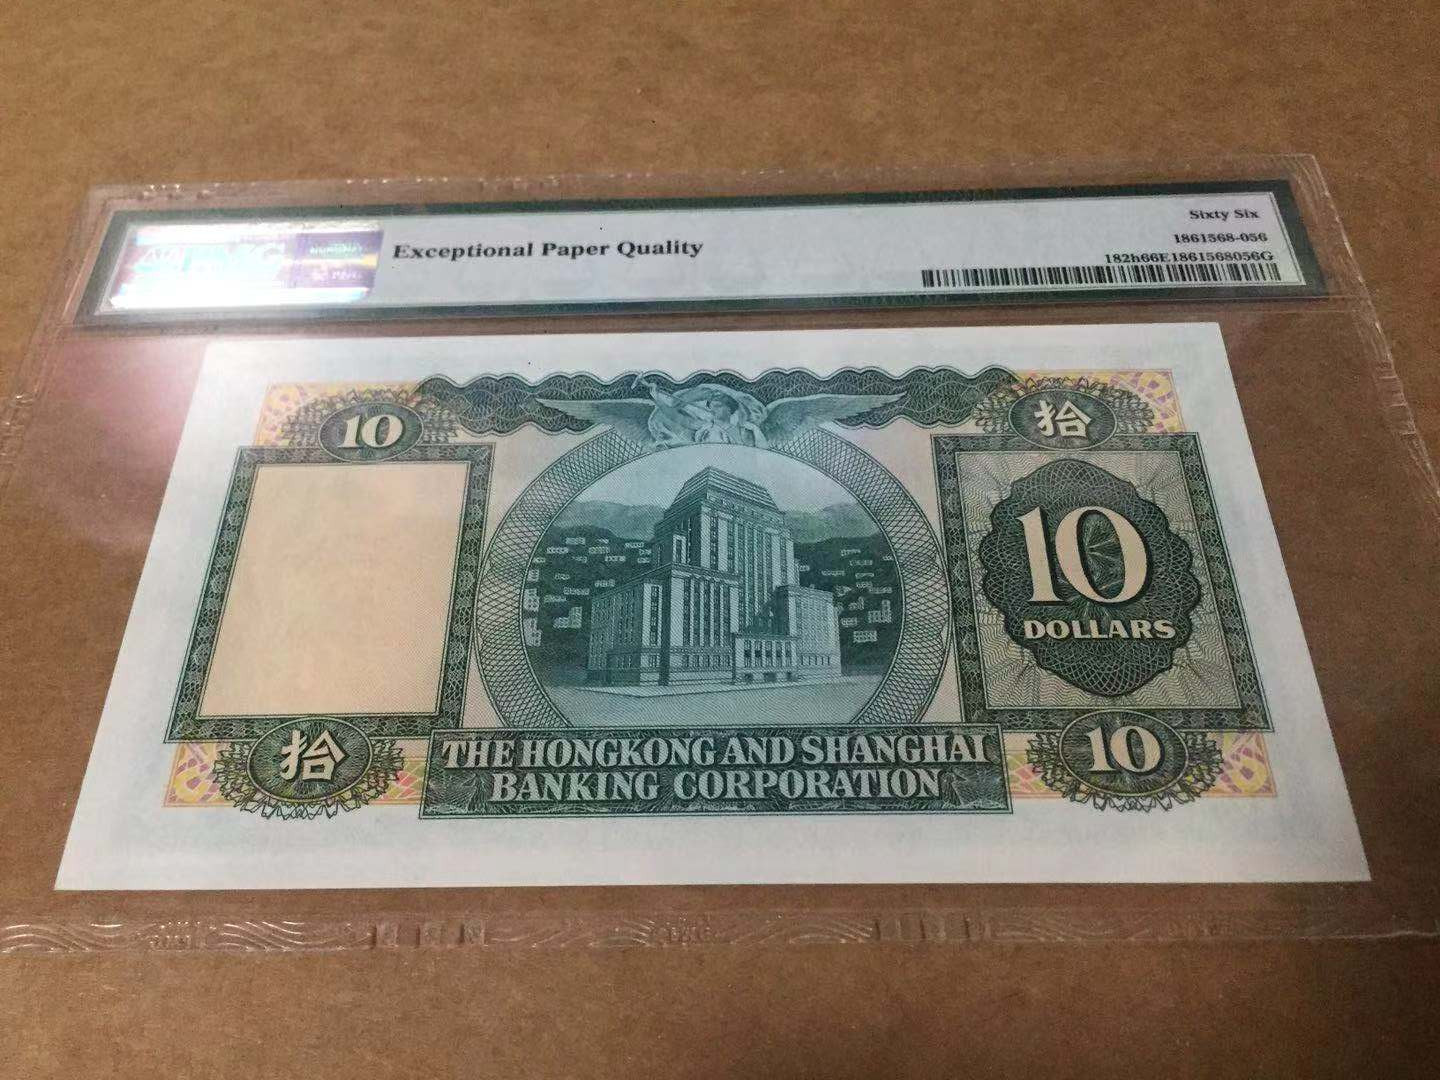 Exceptional Paper Quality
Sixty Six
1861568-056
182h66E1861568056G
10
拾
10
DOLLARS
拾
THE HONGKONG AND SHANGHAI
BANKING CORPORATION
10